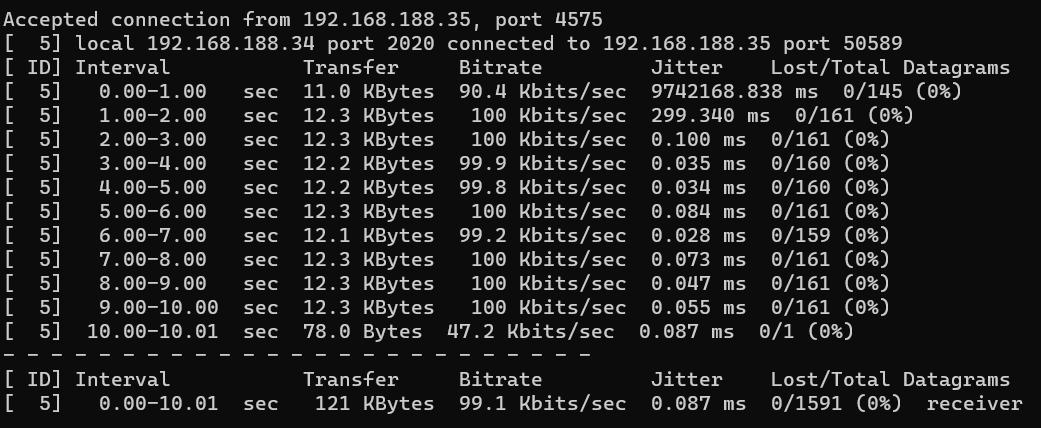 Accepted connection from 192.168.188.35, port 4575
[  5] local 192.168.188.34 port 2020 connected to 192.168.188.35 port 50589
[ ID] Interval           Transfer     Bitrate         Jitter    Lost/Total Datagrams
[  5]   0.00-1.00   sec  11.0 KBytes  90.4 Kbits/sec  9742168.838 ms  0/145 (0%)
[  5]   1.00-2.00   sec  12.3 KBytes   100 Kbits/sec  299.340 ms  0/161 (0%)
[  5]   2.00-3.00   sec  12.3 KBytes   100 Kbits/sec  0.100 ms  0/161 (0%)
[  5]   3.00-4.00   sec  12.2 KBytes  99.9 Kbits/sec  0.035 ms  0/160 (0%)
[  5]   4.00-5.00   sec  12.2 KBytes  99.8 Kbits/sec  0.034 ms  0/160 (0%)
[  5]   5.00-6.00   sec  12.3 KBytes   100 Kbits/sec  0.084 ms  0/161 (0%)
[  5]   6.00-7.00   sec  12.1 KBytes  99.2 Kbits/sec  0.028 ms  0/159 (0%)
[  5]   7.00-8.00   sec  12.3 KBytes   100 Kbits/sec  0.073 ms  0/161 (0%)
[  5]   8.00-9.00   sec  12.3 KBytes   100 Kbits/sec  0.047 ms  0/161 (0%)
[  5]   9.00-10.00  sec  12.3 KBytes   100 Kbits/sec  0.055 ms  0/161 (0%)
[  5]  10.00-10.01  sec  78.0 Bytes  47.2 Kbits/sec  0.087 ms  0/1 (0%)
- - - - - - - - - - - - - - - - - - - - - - - - -
[ ID] Interval           Transfer     Bitrate         Jitter    Lost/Total Datagrams
[  5]   0.00-10.01  sec   121 KBytes  99.1 Kbits/sec  0.087 ms  0/1591 (0%)  receiver